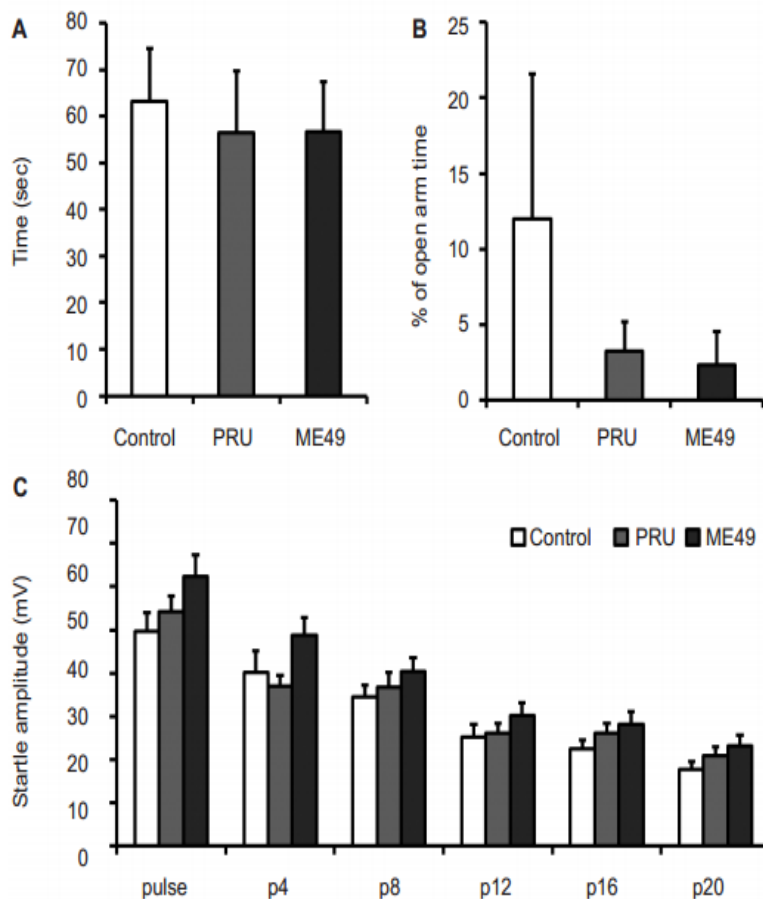 A
Time (sec)
80
70
60
50
40
30
20
10
0
Control PRU ME49
B
% of open arm time
25
20
15
10
5
0
Control PRU ME49
C
Startle amplitude (mV)
80
70
60
50
40
30
20
10
0
Control PRU ME49
pulse p4 p8 p12 p16 p20